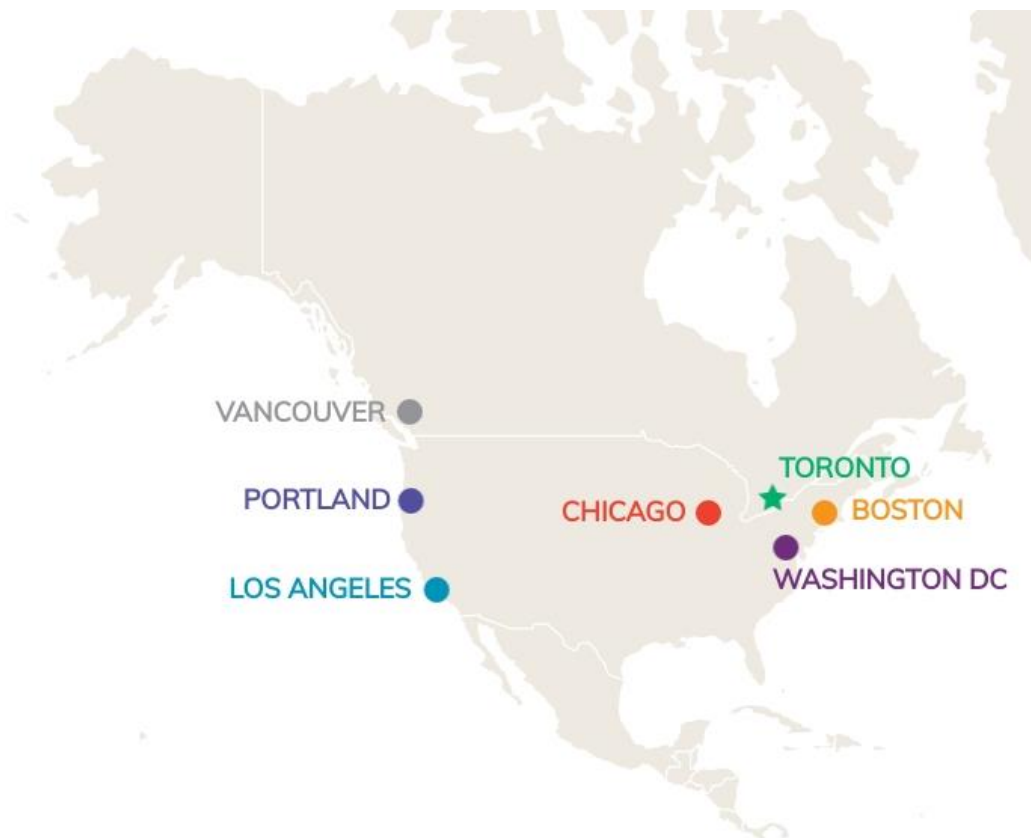 VANCOUVER
TORONTO
PORTLAND
CHICAGO
BOSTON
WASHINGTON DC
LOS ANGELES